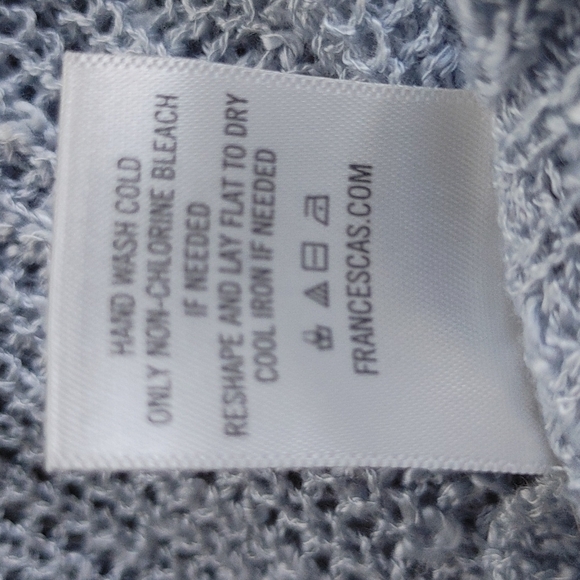 HAND WASH COLD
ONLY NON-CHLORINE BLEACH
IF NEEDED
RESHAPE AND LAY FLAT TO DRY
COOL IRON IF NEEDED
FRANCESCAS.COM